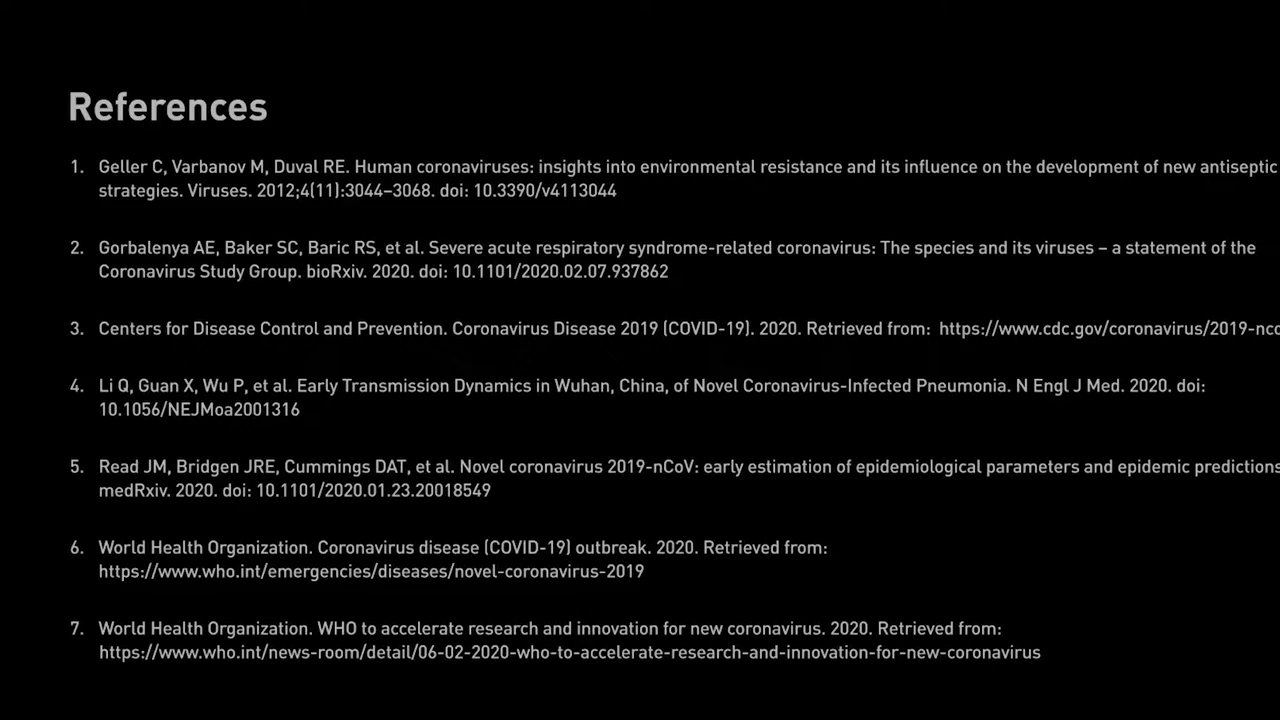 References
1. Geller C, Varbanov M, Duval RE. Human coronaviruses: insights into environmental resistance and its influence on the development of new antiseptic
strategies. Viruses. 2012;4(11):3044–3068. doi: 10.3390/v4113044
2. Gorbalenya AE, Baker SC, Baric RS, et al. Severe acute respiratory syndrome-related coronavirus: The species and its viruses – a statement of the
Coronavirus Study Group. bioRxiv. 2020. doi: 10.1101/2020.02.07.937862
3. Centers for Disease Control and Prevention. Coronavirus Disease 2019 (COVID-19). 2020. Retrieved from: https://www.cdc.gov/coronavirus/2019-nco
4. Li Q, Guan X, Wu P, et al. Early Transmission Dynamics in Wuhan, China, of Novel Coronavirus-Infected Pneumonia. N Engl J Med. 2020. doi:
10.1056/NEJMoa2001316
5. Read JM, Bridgen JRE, Cummings DAT, et al. Novel coronavirus 2019-nCoV: early estimation of epidemiological parameters and epidemic predictions
medRxiv. 2020. doi: 10.1101/2020.01.23.20018549
6. World Health Organization. Coronavirus disease (COVID-19) outbreak. 2020. Retrieved from:
https://www.who.int/emergencies/diseases/novel-coronavirus-2019
7. World Health Organization. WHO to accelerate research and innovation for new coronavirus. 2020. Retrieved from:
https://www.who.int/news-room/detail/06-02-2020-who-to-accelerate-research-and-innovation-for-new-coronavirus